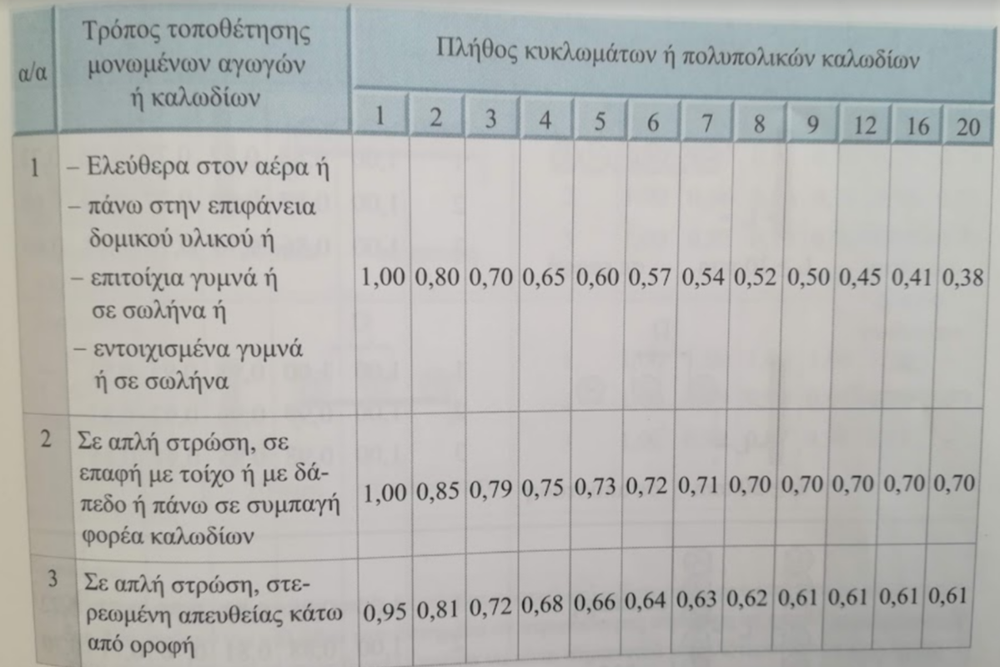 α/α
Τρόπος τοποθέτησης
μονωμένων αγωγών
ή καλωδίων
Πλήθος κυκλωμάτων ή πολυπολικών καλωδίων
1 2 3 4 5 6 7 8 9 12 16 20
1 – Ελεύθερα στον αέρα ή
– πάνω στην επιφάνεια
δομικού υλικού ή
– επιτοίχια γυμνά ή
σε σωλήνα ή
– εντοιχισμένα γυμνά
ή σε σωλήνα
1,00 0,80 0,70 0,65 0,60 0,57 0,54 0,52 0,50 0,45 0,41 0,38
2 Σε απλή στρώση, σε
επαφή με τοίχο ή με δά-
πεδο ή πάνω σε συμπαγή
φορέα καλωδίων
1,00 0,85 0,79 0,75 0,73 0,72 0,71 0,70 0,70 0,70 0,70 0,70
3 Σε απλή στρώση, στε-
ρεωμένη απευθείας κάτω
από οροφή
0,95 0,81 0,72 0,68 0,66 0,64 0,63 0,62 0,61 0,61 0,61 0,61